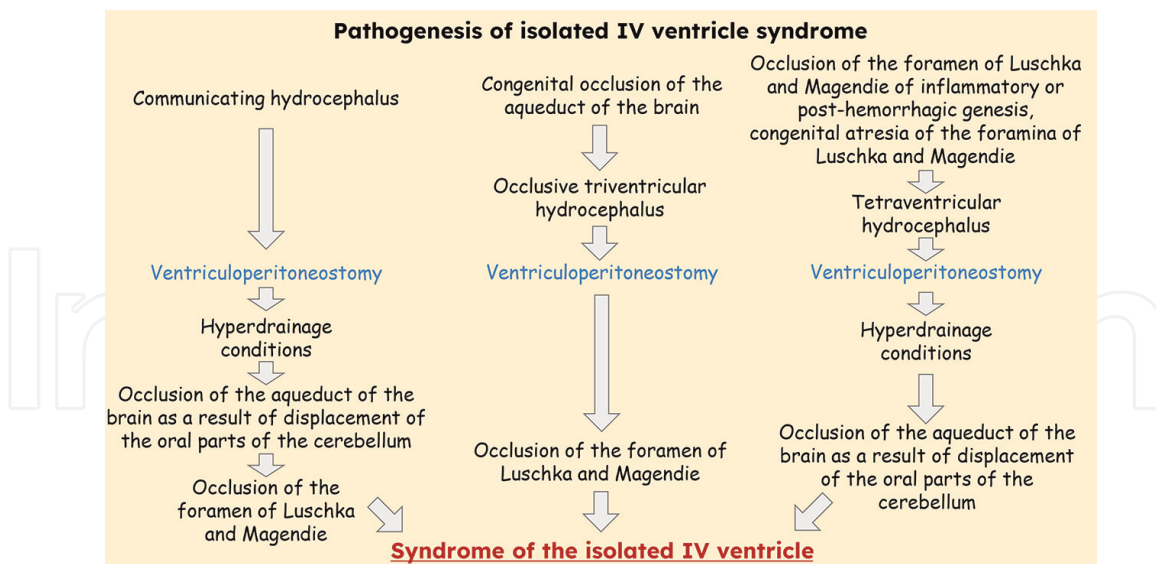 Pathogenesis of isolated IV ventricle syndrome
Communicating hydrocephalus
Ventriculoperitoneostomy
Hyperdrainage
conditions
Occlusion of the aqueduct of the
brain as a result of displacement of
the oral parts of the cerebellum
Occlusion of the
foramen of Luschka
and Magendie
Congenital occlusion of the
aqueduct of the brain
Occlusive triventricular
hydrocephalus
Ventriculoperitoneostomy
Occlusion of the foramen of
Luschka and Magendie
Occlusion of the foramen of Luschka
and Magendie of inflammatory or
post-hemorrhagic genesis,
congenital atresia of the foramina of
Luschka and Magendie
Tetraventricular
hydrocephalus
Ventriculoperitoneostomy
Hyperdrainage
conditions
Occlusion of the aqueduct of the
brain as a result of displacement
of the oral parts of the
cerebellum
Syndrome of the isolated IV ventricle